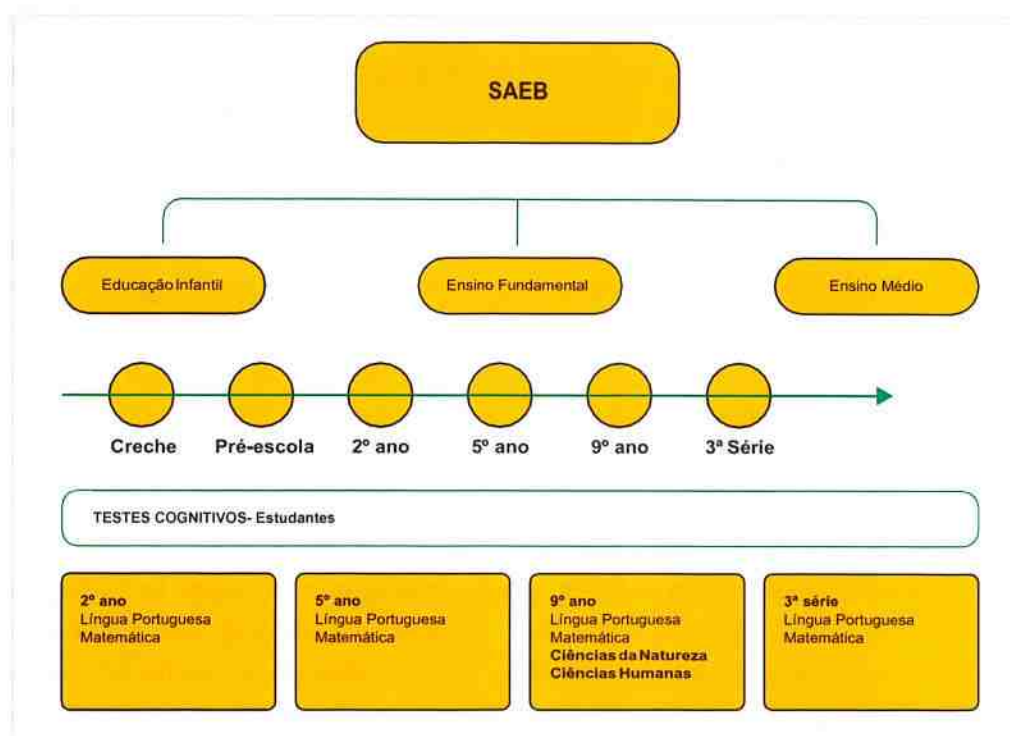 SAEB
Educação Infantil
Ensino Fundamental
Ensino Médio
Creche
Pré-escola
2º ano
5º ano
9º ano
3ª Série
TESTES COGNITIVOS- Estudantes
2º ano
Língua Portuguesa
Matemática
5º ano
Língua Portuguesa
Matemática
9º ano
Língua Portuguesa
Matemática
Ciências da Natureza
Ciências Humanas
3ª série
Língua Portuguesa
Matemática